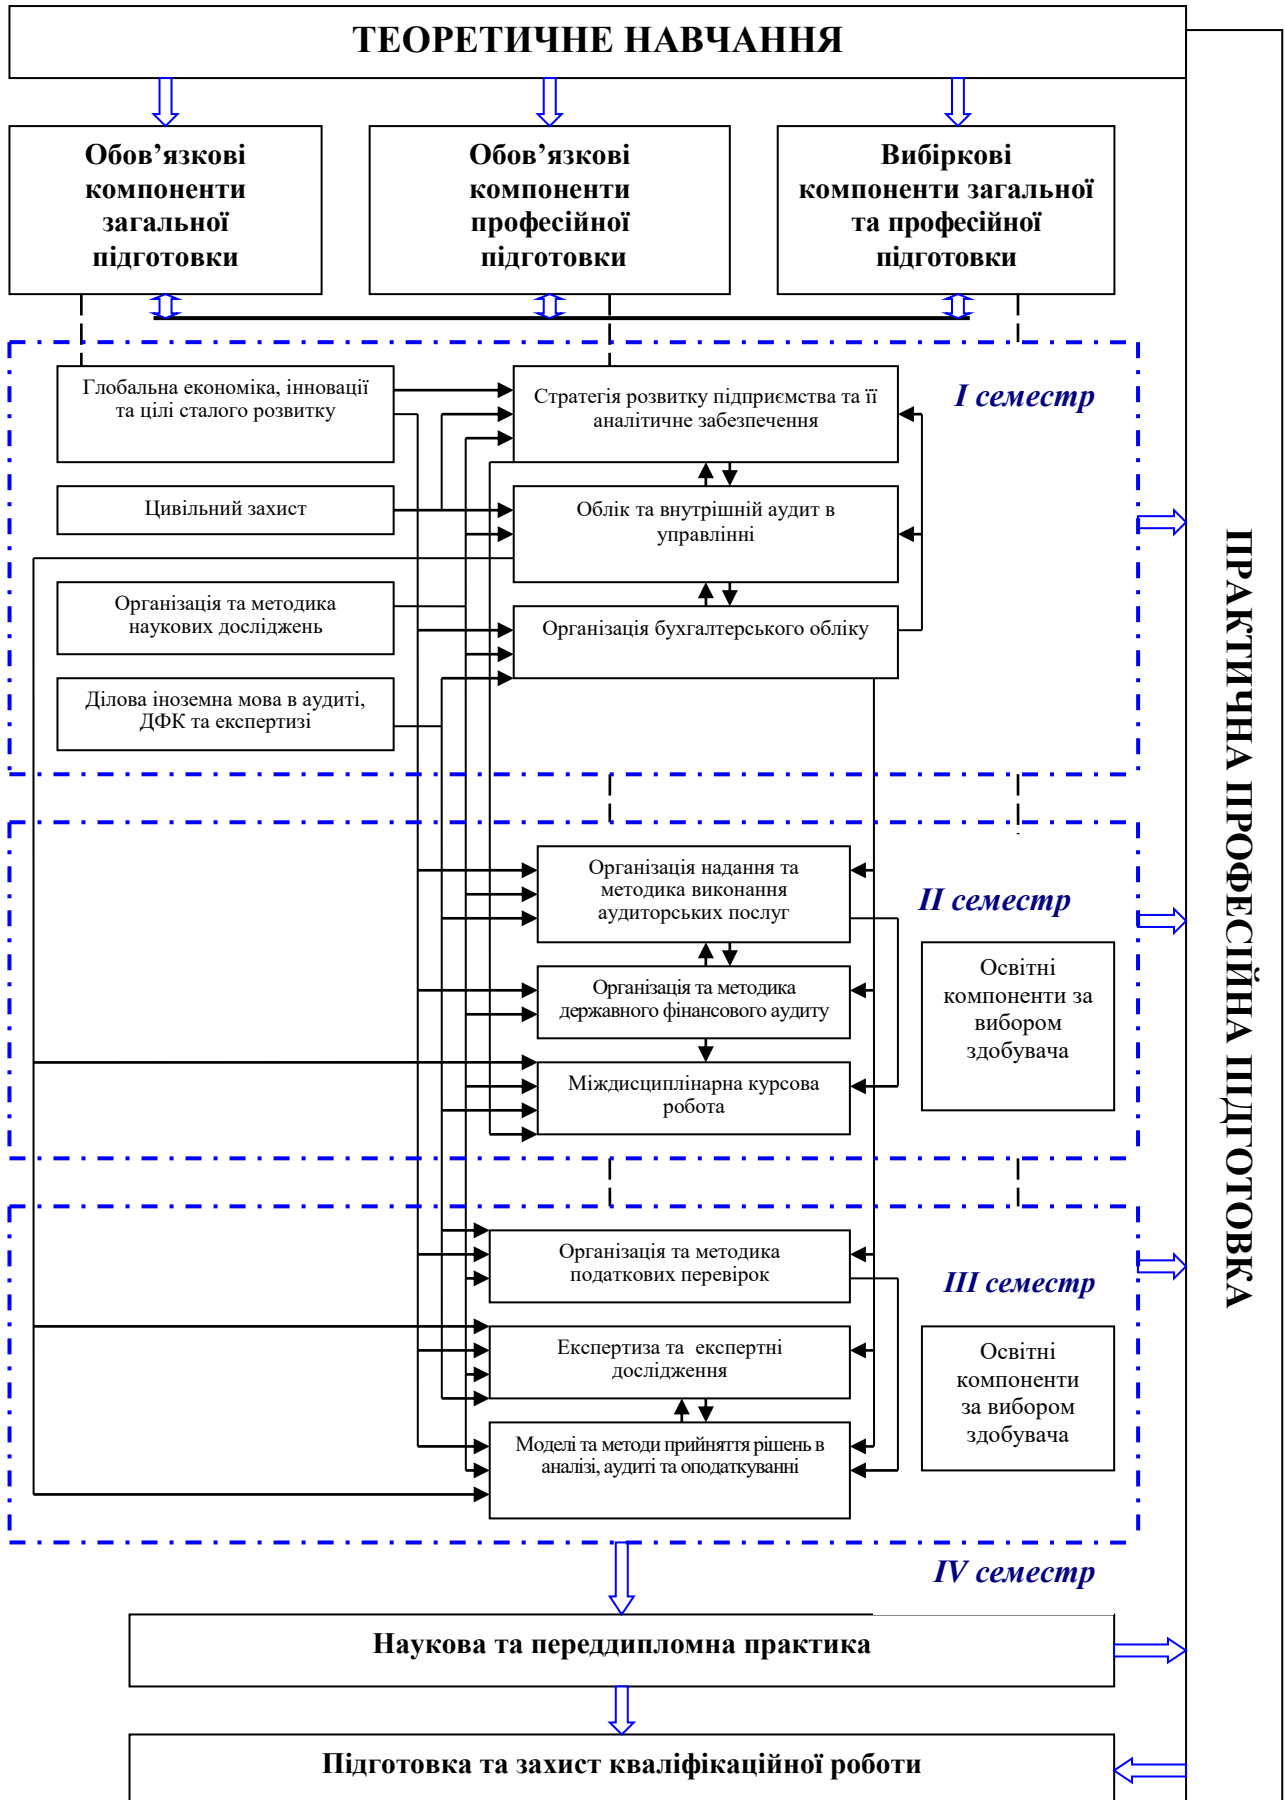 ТЕОРЕТИЧНЕ НАВЧАННЯ
Обов’язкові
компоненти
загальної
підготовки
Обов’язкові
компоненти
професійної
підготовки
Вибіркові
компоненти загальної
та професійної
підготовки
I семестр
Глобальна економіка, інновації
та цілі сталого розвитку
Стратегія розвитку підприємства та її
аналітичне забезпечення
Цивільний захист
Облік та внутрішній аудит в
управлінні
Організація та методика
наукових досліджень
Організація бухгалтерського обліку
Ділова іноземна мова в аудиті,
ДФК та експертизі
II семестр
Організація надання та
методика виконання
аудиторських послуг
Організація та методика
державного фінансового аудиту
Міждисциплінарна курсова
робота
Освітні
компоненти за
вибором
здобувача
III семестр
Організація та методика
податкових перевірок
Експертиза та експертні
дослідження
Моделі та методи прийняття рішень в
аналізі, аудиті та оподаткуванні
Освітні
компоненти
за вибором
здобувача
IV семестр
Наукова та переддипломна практика
Підготовка та захист кваліфікаційної роботи
ПРАКТИЧНА ПРОФЕСІЙНА ПІДГОТОВКА